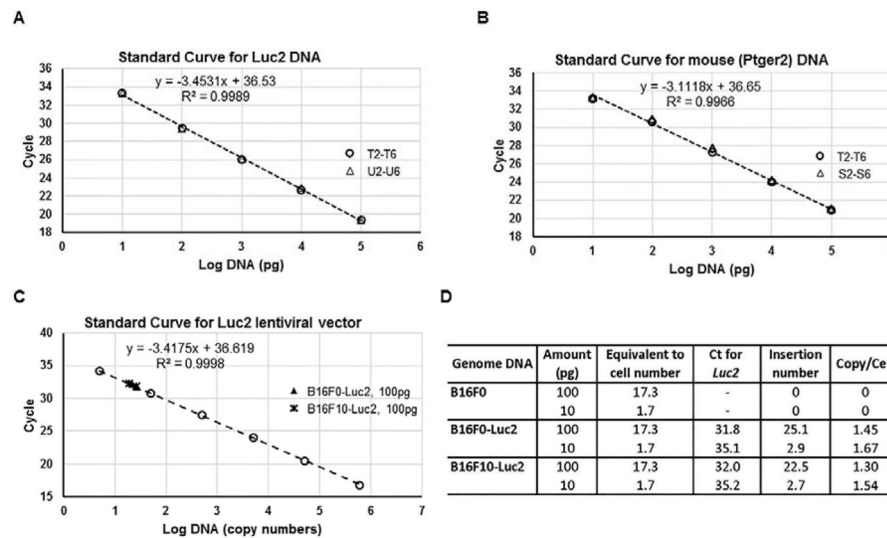 A
Standard Curve for Luc2 DNA
y = -3.4531x + 36.53
R² = 0.9989
36
34
32
30
28
26
24
22
20
18
Cycle
T2-T6
U2-U6
0 1 2 3 4 5 6
Log DNA (pg)
B
Standard Curve for mouse (Ptger2) DNA
y = -3.1118x + 36.65
R² = 0.9966
38
36
34
32
30
28
26
24
22
20
18
Cycle
T2-T6
S2-S6
0 1 2 3 4 5
Log DNA (pg)
C
Standard Curve for Luc2 lentiviral vector
y = -3.4175x + 36.619
R² = 0.9998
40
35
30
25
20
15
Cycle
B16F0-Luc2, 100pg
B16F10-Luc2, 100pg
0 1 2 3 4 5 6 7
Log DNA (copy numbers)
D
Genome DNA Amount (pg) Equivalent to cell number Ct for Luc2 Insertion number Copy/Ce
B16F0 100 17.3 - 0 0
10 1.7 - 0 0
B16F0-Luc2 100 17.3 31.8 25.1 1.45
10 1.7 35.1 2.9 1.67
B16F10-Luc2 100 17.3 32.0 22.5 1.30
10 1.7 35.2 2.7 1.54